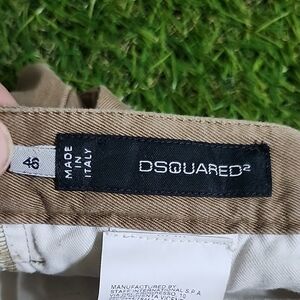 46
MADE
IN
ITALY
DSQUARED²
MANUFACTURED BY
STAFF INTERNATIONAL S.P.A.